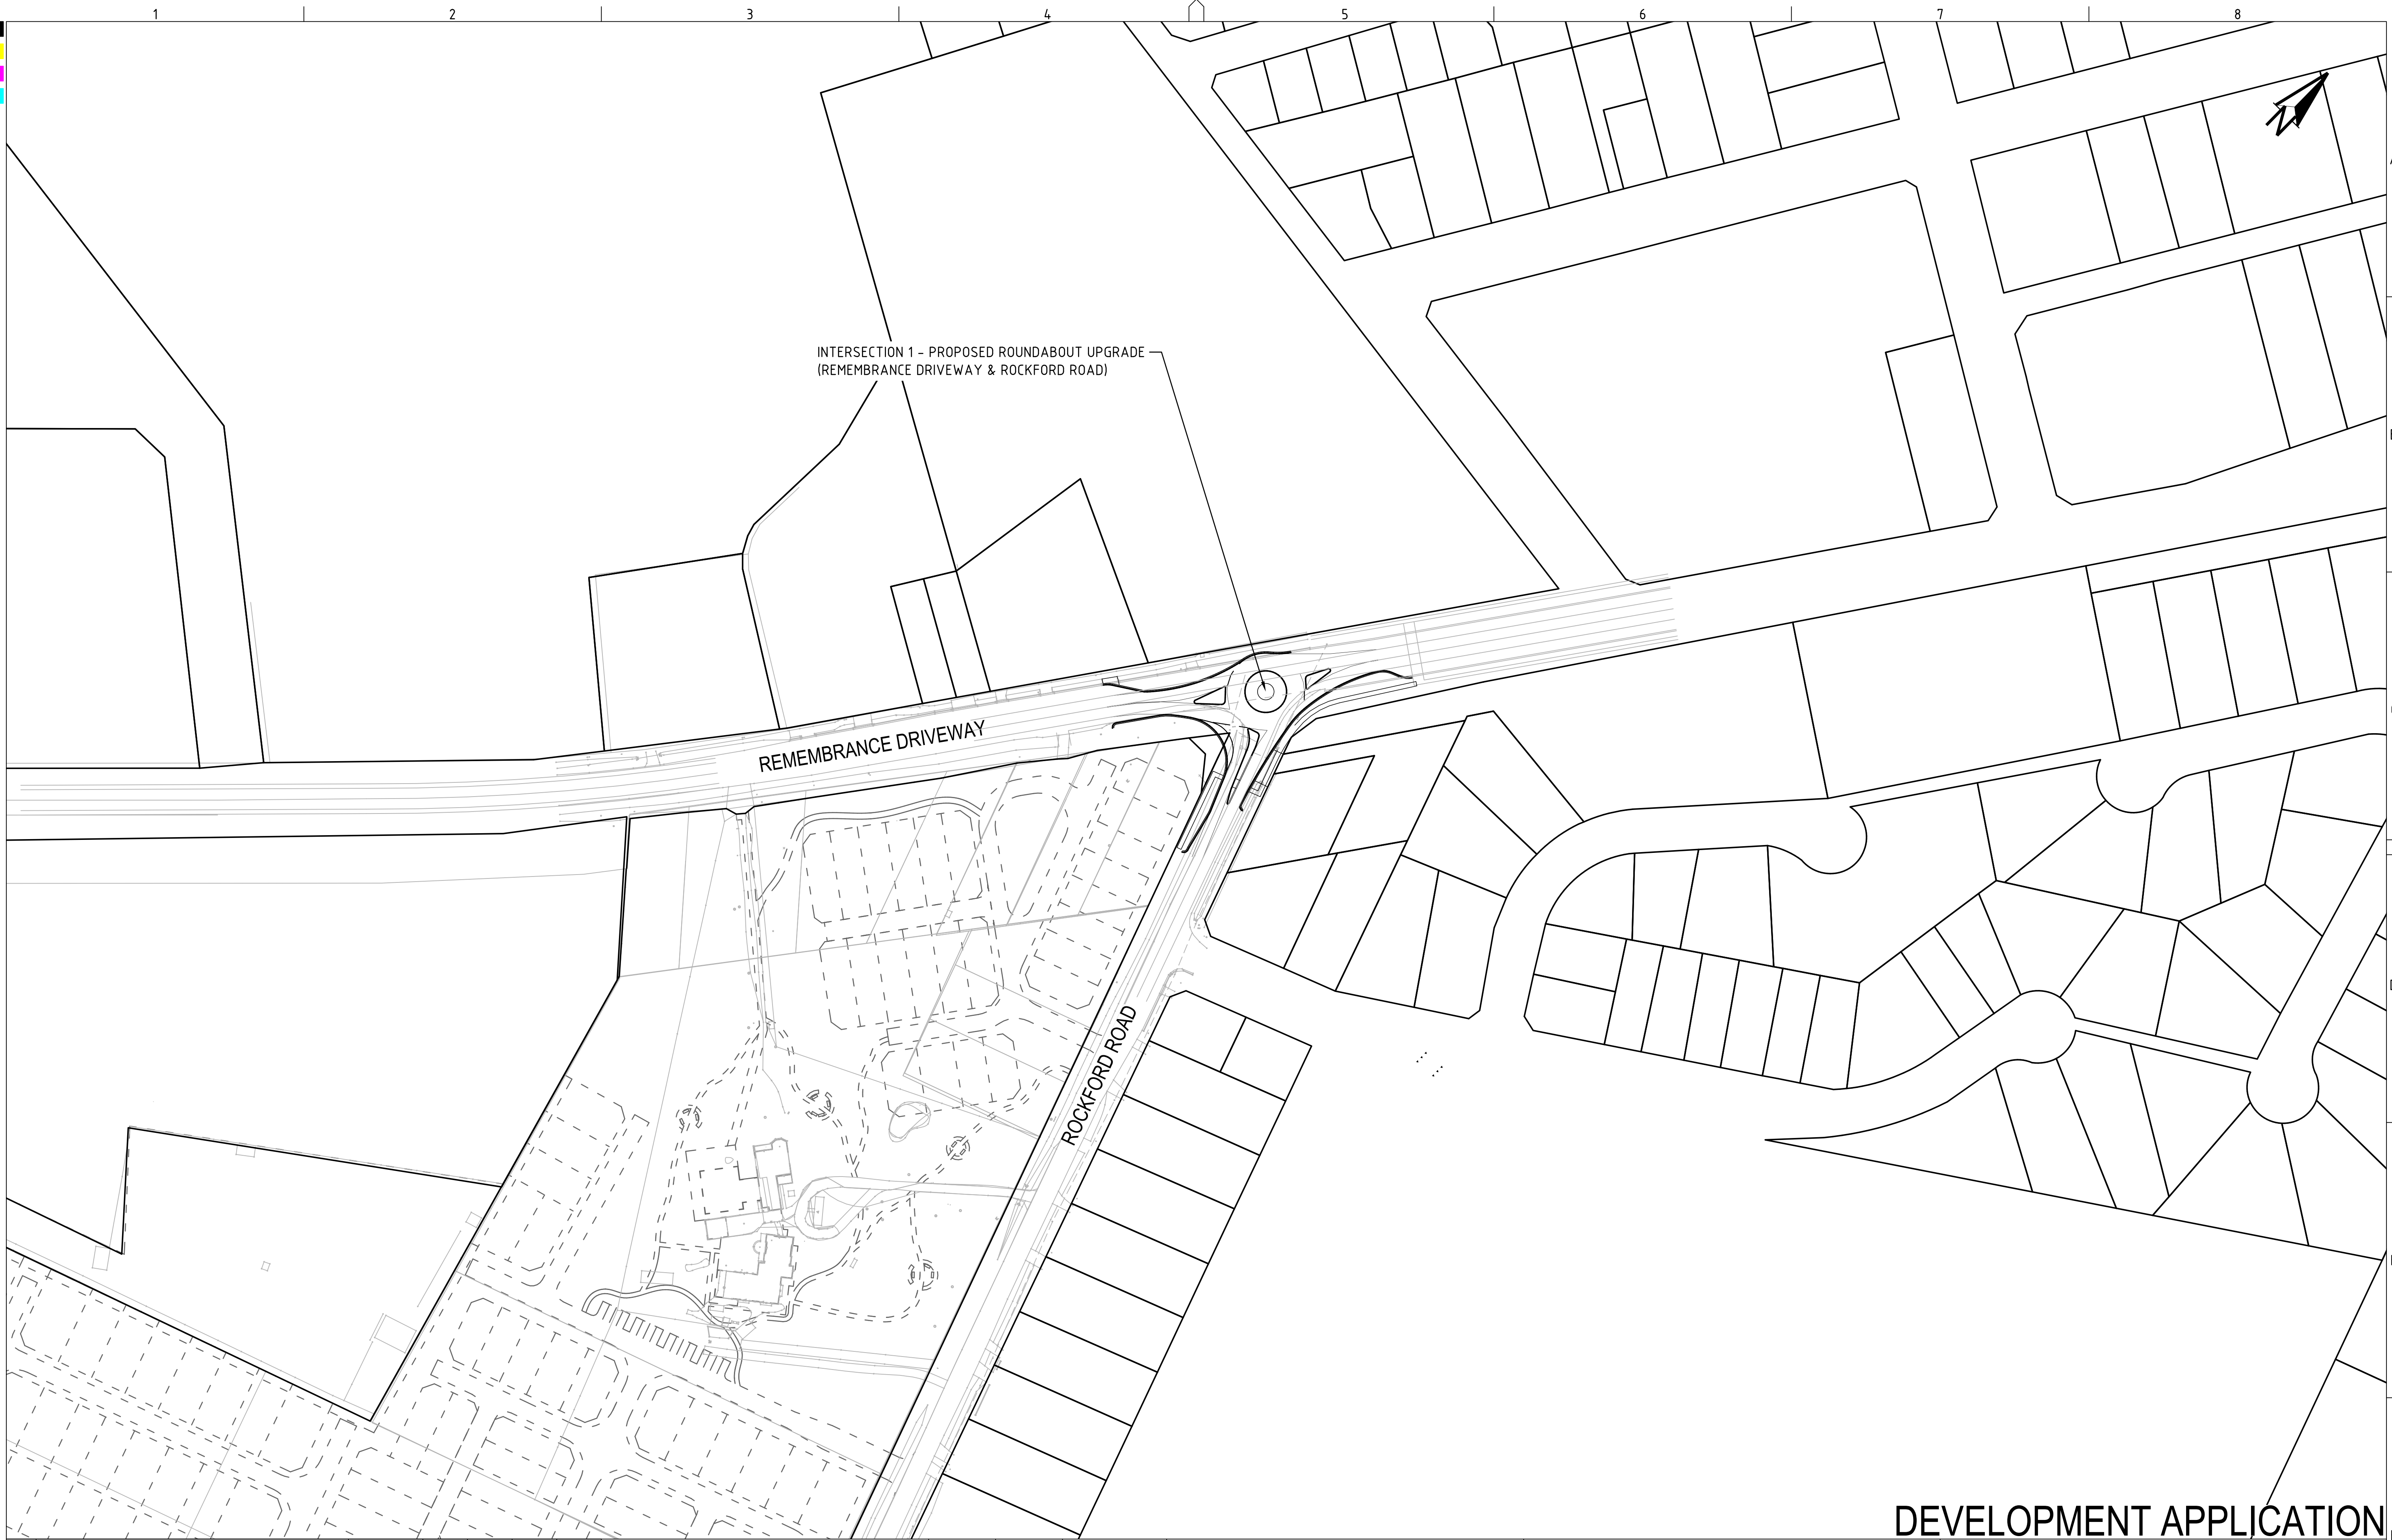 1 2 3 4 5 6 7 8
N
A
INTERSECTION 1 - PROPOSED ROUNDABOUT UPGRADE
(REMEMBRANCE DRIVEWAY & ROCKFORD ROAD)
REMEMBRANCE DRIVEWAY
ROCKFORD ROAD
DEVELOPMENT APPLICATION